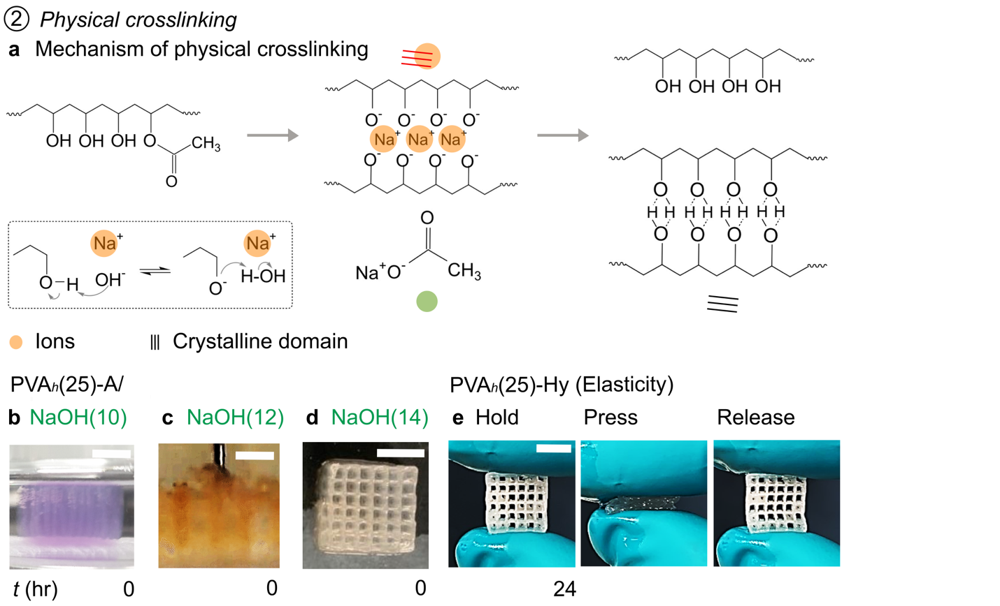 ② Physical crosslinking
a Mechanism of physical crosslinking
OH OH OH O
CH3
O
O- O- O- O-
Na+ Na+ Na+
O- O- O- O-
OH OH OH OH
O O O O
H H H H H H H H
O O O O
Na+ Na+
O-H OH-
O- H-OH
O
Na+O- CH3
Ions
Crystalline domain
PVAh(25)-A/
PVAh(25)-Hy (Elasticity)
b NaOH(10)
c NaOH(12)
d NaOH(14)
e Hold
Press
Release
t (hr) 0
0
0
24